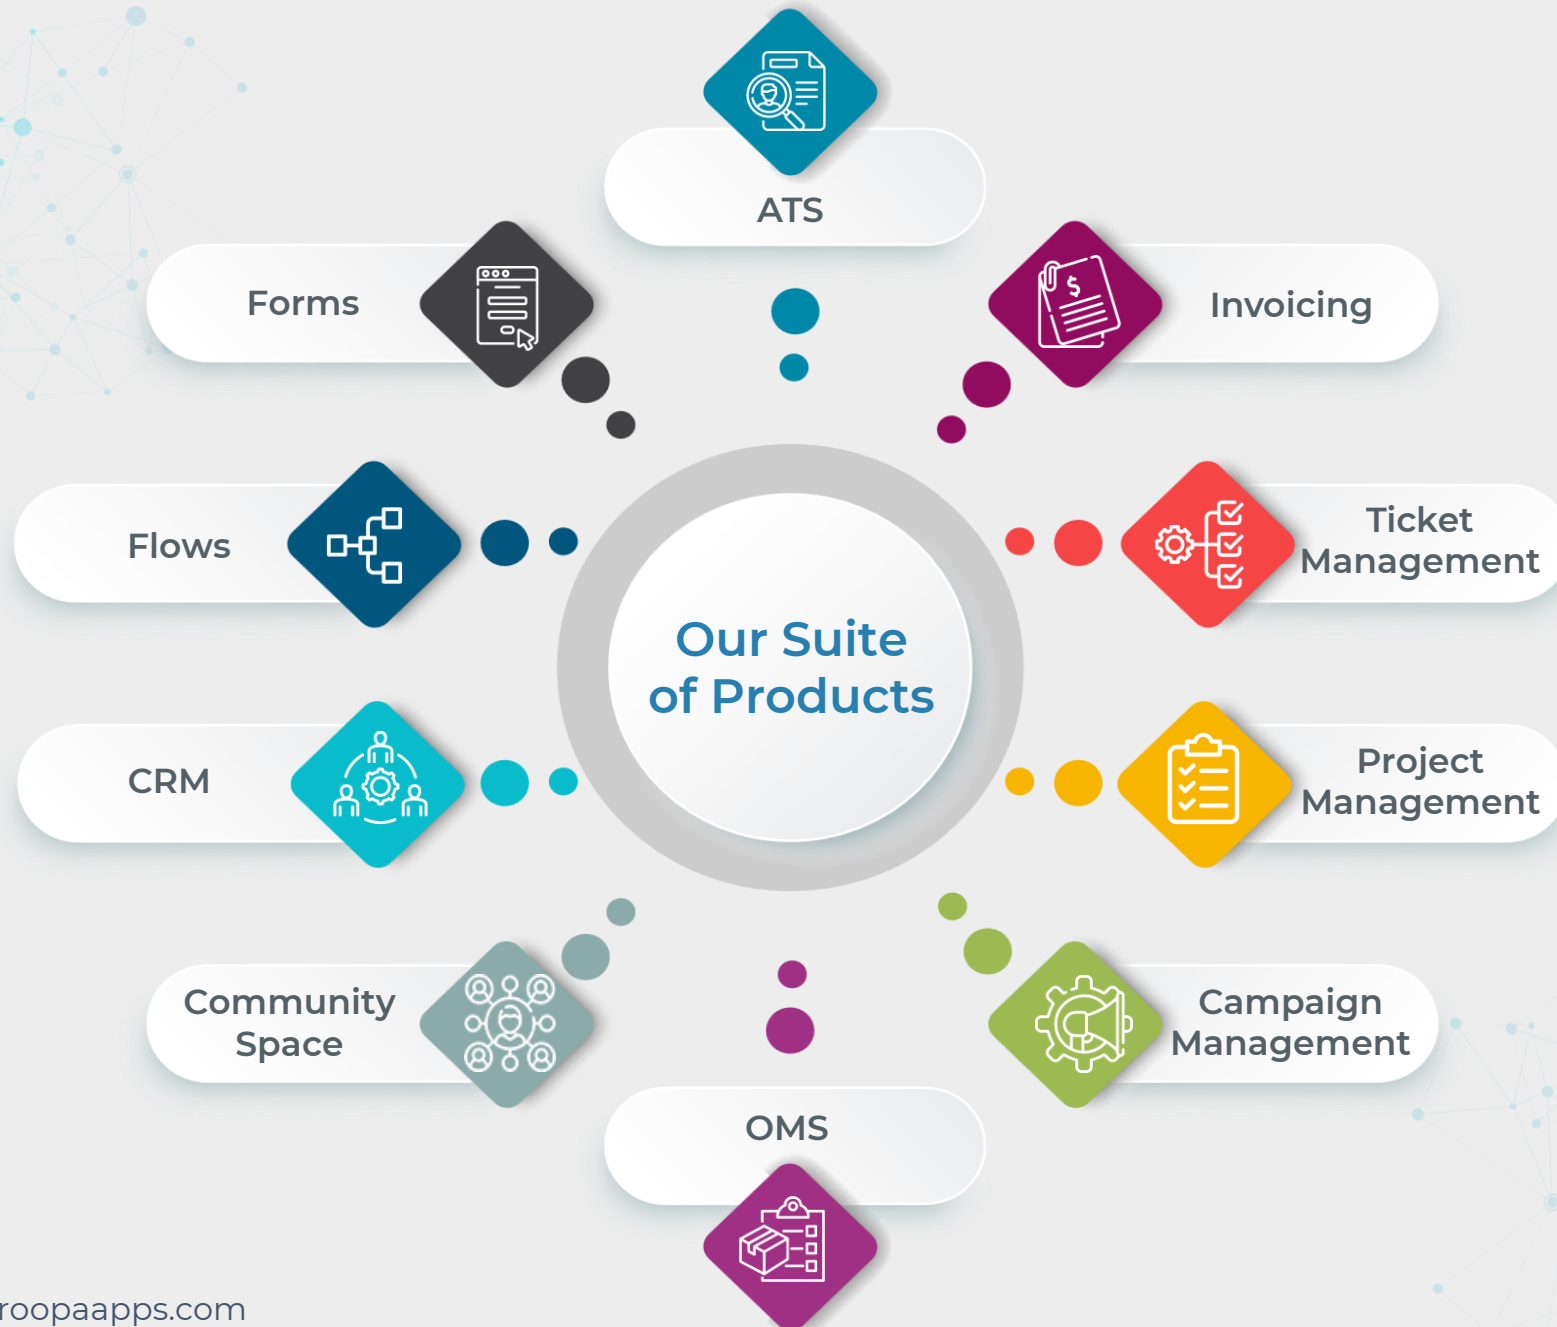 ATS
Forms
Invoicing
Flows
Ticket
Management
Our Suite
of Products
CRM
Project
Management
Community
Space
Campaign
Management
OMS
roopaapps.com